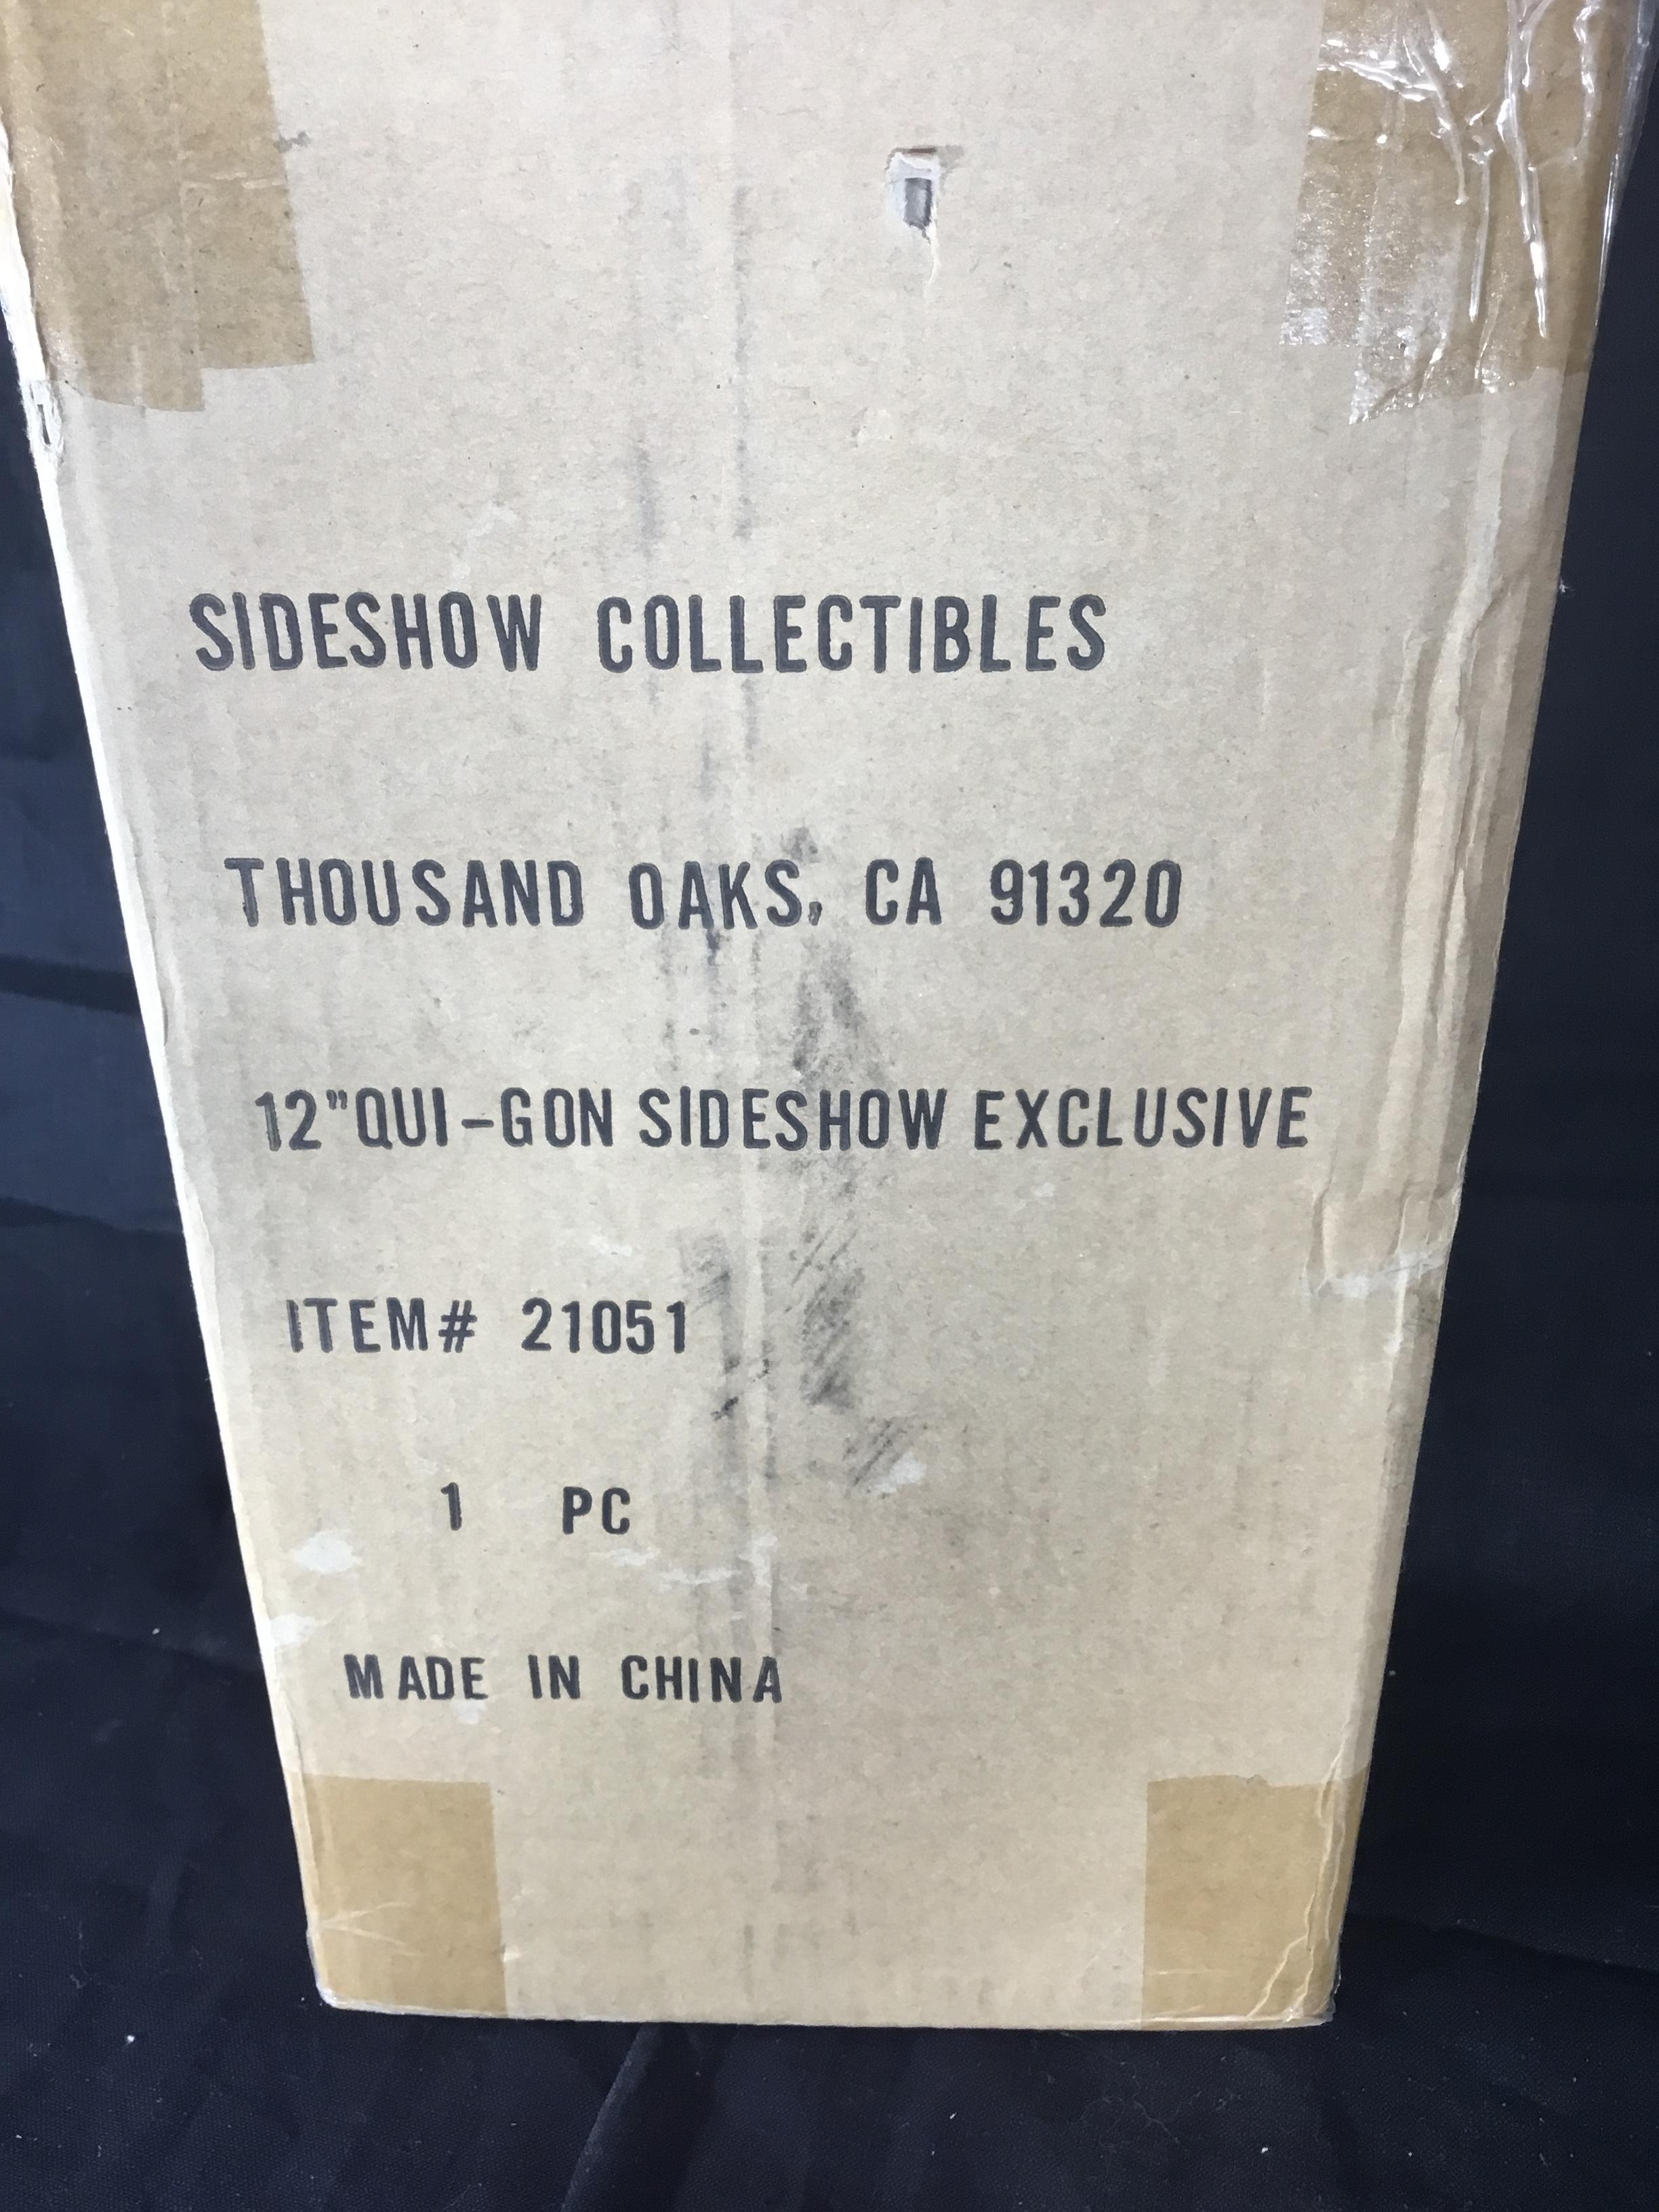 SIDESHOW COLLECTIBLES
THOUSAND OAKS, CA 91320
12"QUI-GON SIDESHOW EXCLUSIVE
ITEM# 21051
1 PC
MADE IN CHINA